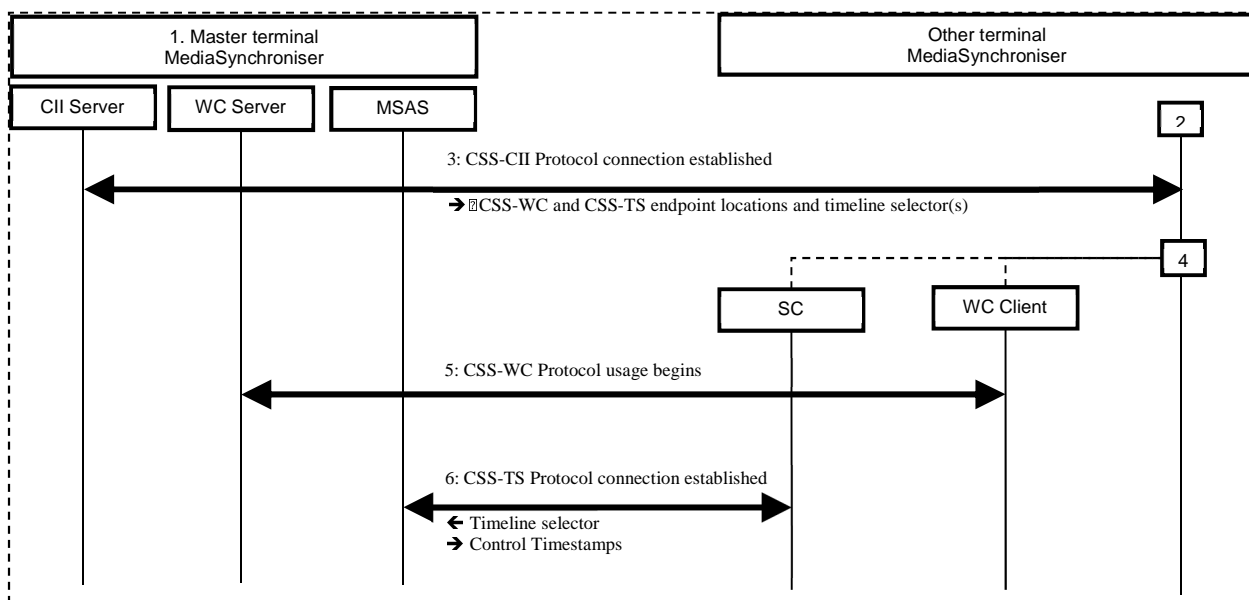 1. Master terminal
MediaSynchroniser
Other terminal
MediaSynchroniser
CII Server
WC Server
MSAS
2
3: CSS-CII Protocol connection established
➔ CSS-WC and CSS-TS endpoint locations and timeline selector(s)
4
SC
WC Client
5: CSS-WC Protocol usage begins
6: CSS-TS Protocol connection established
🡰 Timeline selector
➔ Control Timestamps